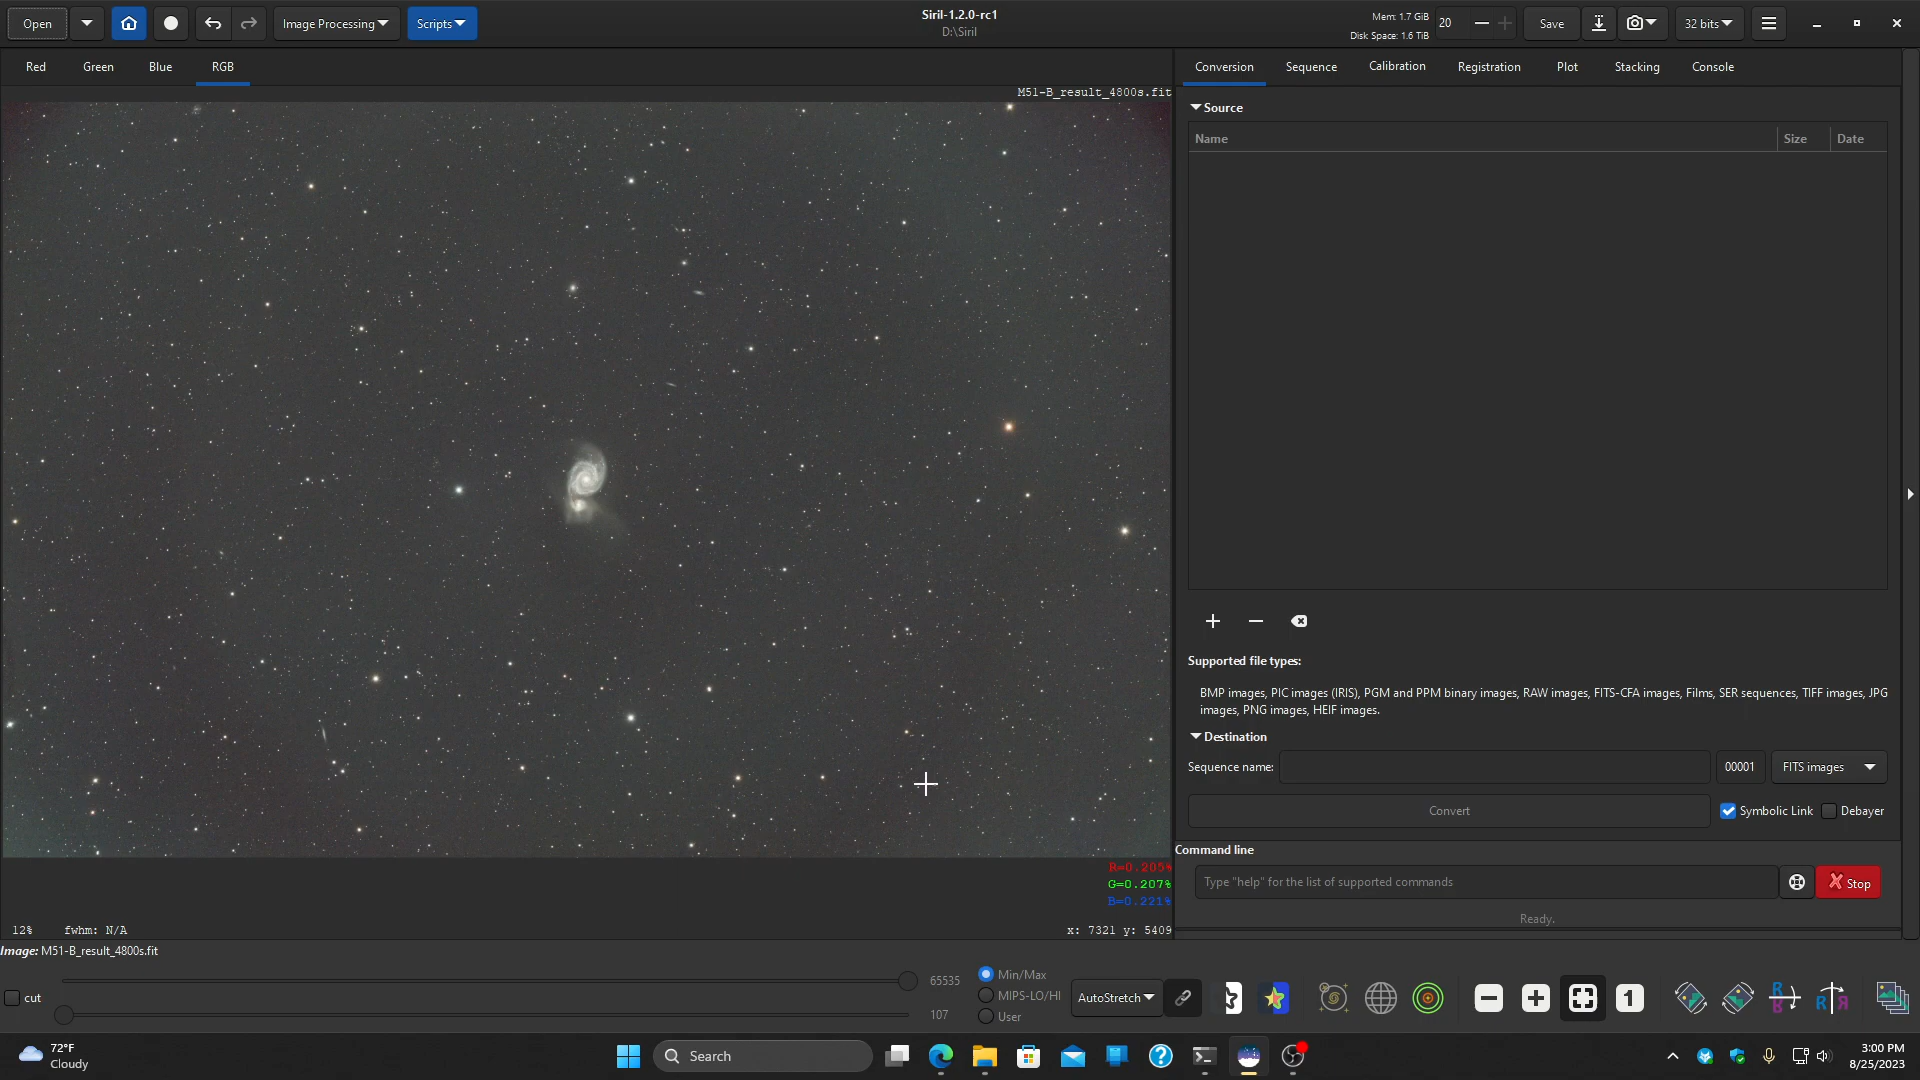 Open
Image Processing
Scripts
Siril-1.2.0-rc1
D:\Siril
Mem: 1.7 GiB
Disk Space: 1.6 TiB
20
Save
32 bits
Red
Green
Blue
RGB
Conversion
Sequence
Calibration
Registration
Plot
Stacking
Console
M51-B_result_4800s.fit
Source
Name
Size
Date
Supported file types:
BMP images, PIC images (IRIS), PGM and PPM binary images, RAW images, FITS-CFA images, Films, SER sequences, TIFF images, JPG
images, PNG images, HEIF images.
Destination
Sequence name:
00001
FITS images
Convert
Symbolic Link
Debayer
Command line
Type "help" for the list of supported commands
Stop
Ready.
R=0.205%
G=0.207%
B=0.221%
12%
fwhm: N/A
x: 7321 y: 5409
Image: M51-B_result_4800s.fit
65535
cut
107
Min/Max
MIPS-LO/HI
User
AutoStretch
1
72°F
Cloudy
Search
3:00 PM
8/25/2023